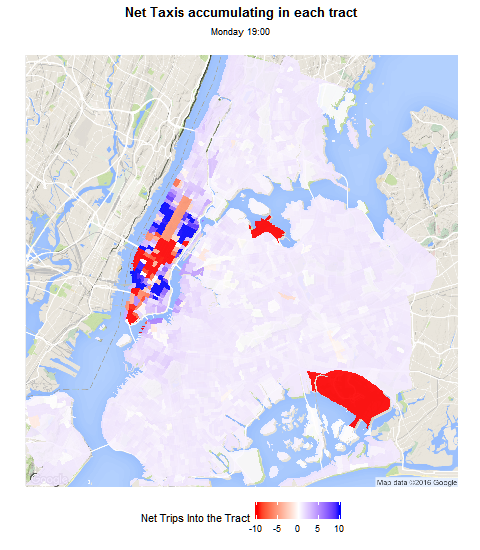 Net Taxis accumulating in each tract
Monday 19:00
Map data ©2016 Google
Net Trips Into the Tract
-10 -5 0 5 10